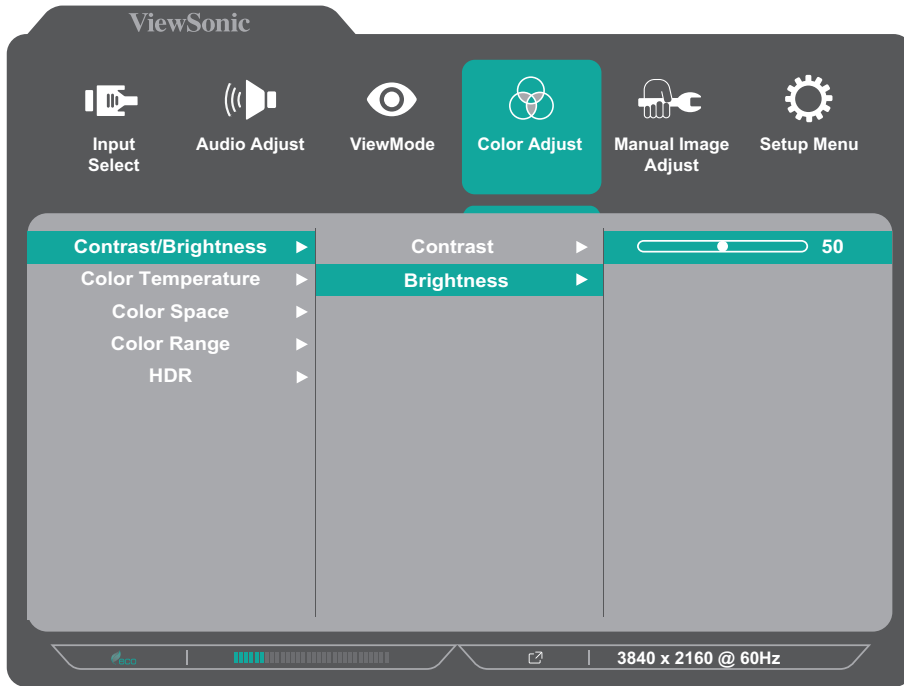 ViewSonic
Input
Select
Audio Adjust
ViewMode
Color Adjust
Manual Image
Adjust
Setup Menu
Contrast/Brightness
Contrast
50
Color Temperature
Brightness
Color Space
Color Range
HDR
eco
3840 x 2160 @ 60Hz